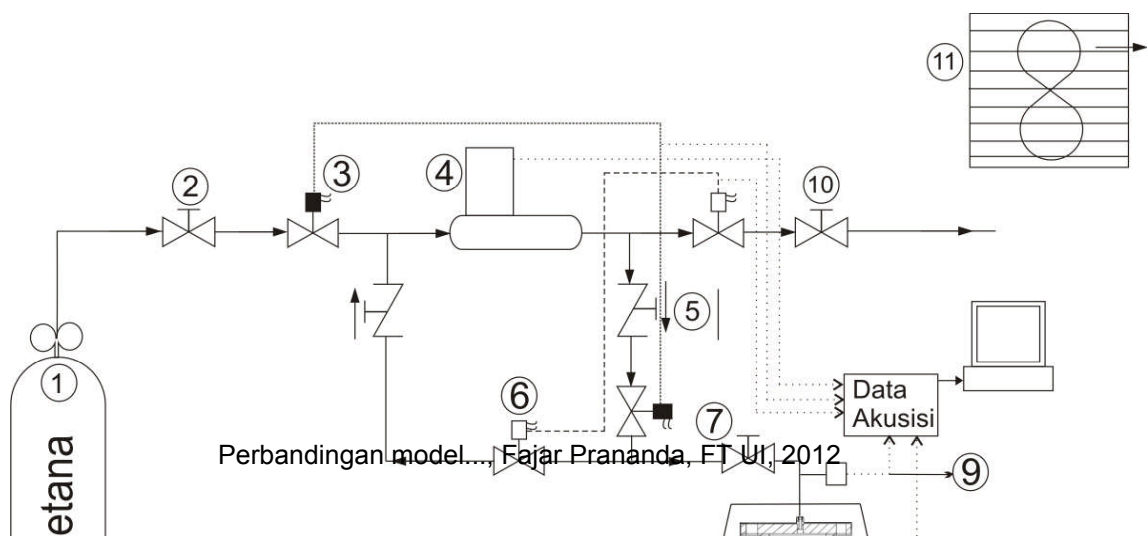 11
4
3
2
10
5
1
6
7
Data
Akusisi
9
etana
Perbandingan model..., Fajar Prananda, FT UI, 2012